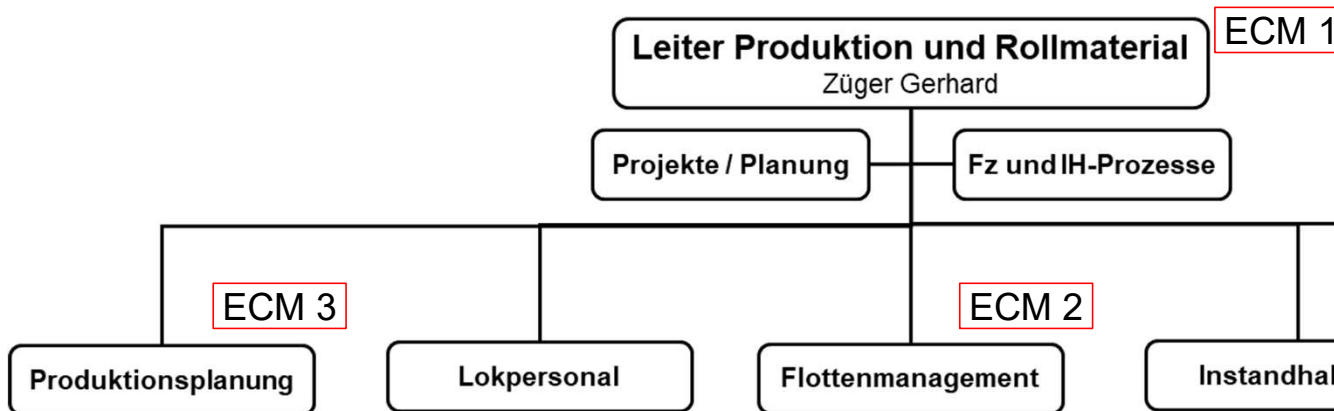 Leiter Produktion und Rollmaterial
ECM 1
Züger Gerhard
Projekte / Planung
Fz und IH-Prozesse
ECM 3
ECM 2
Produktionsplanung
Lokpersonal
Flottenmanagement
Instandhal